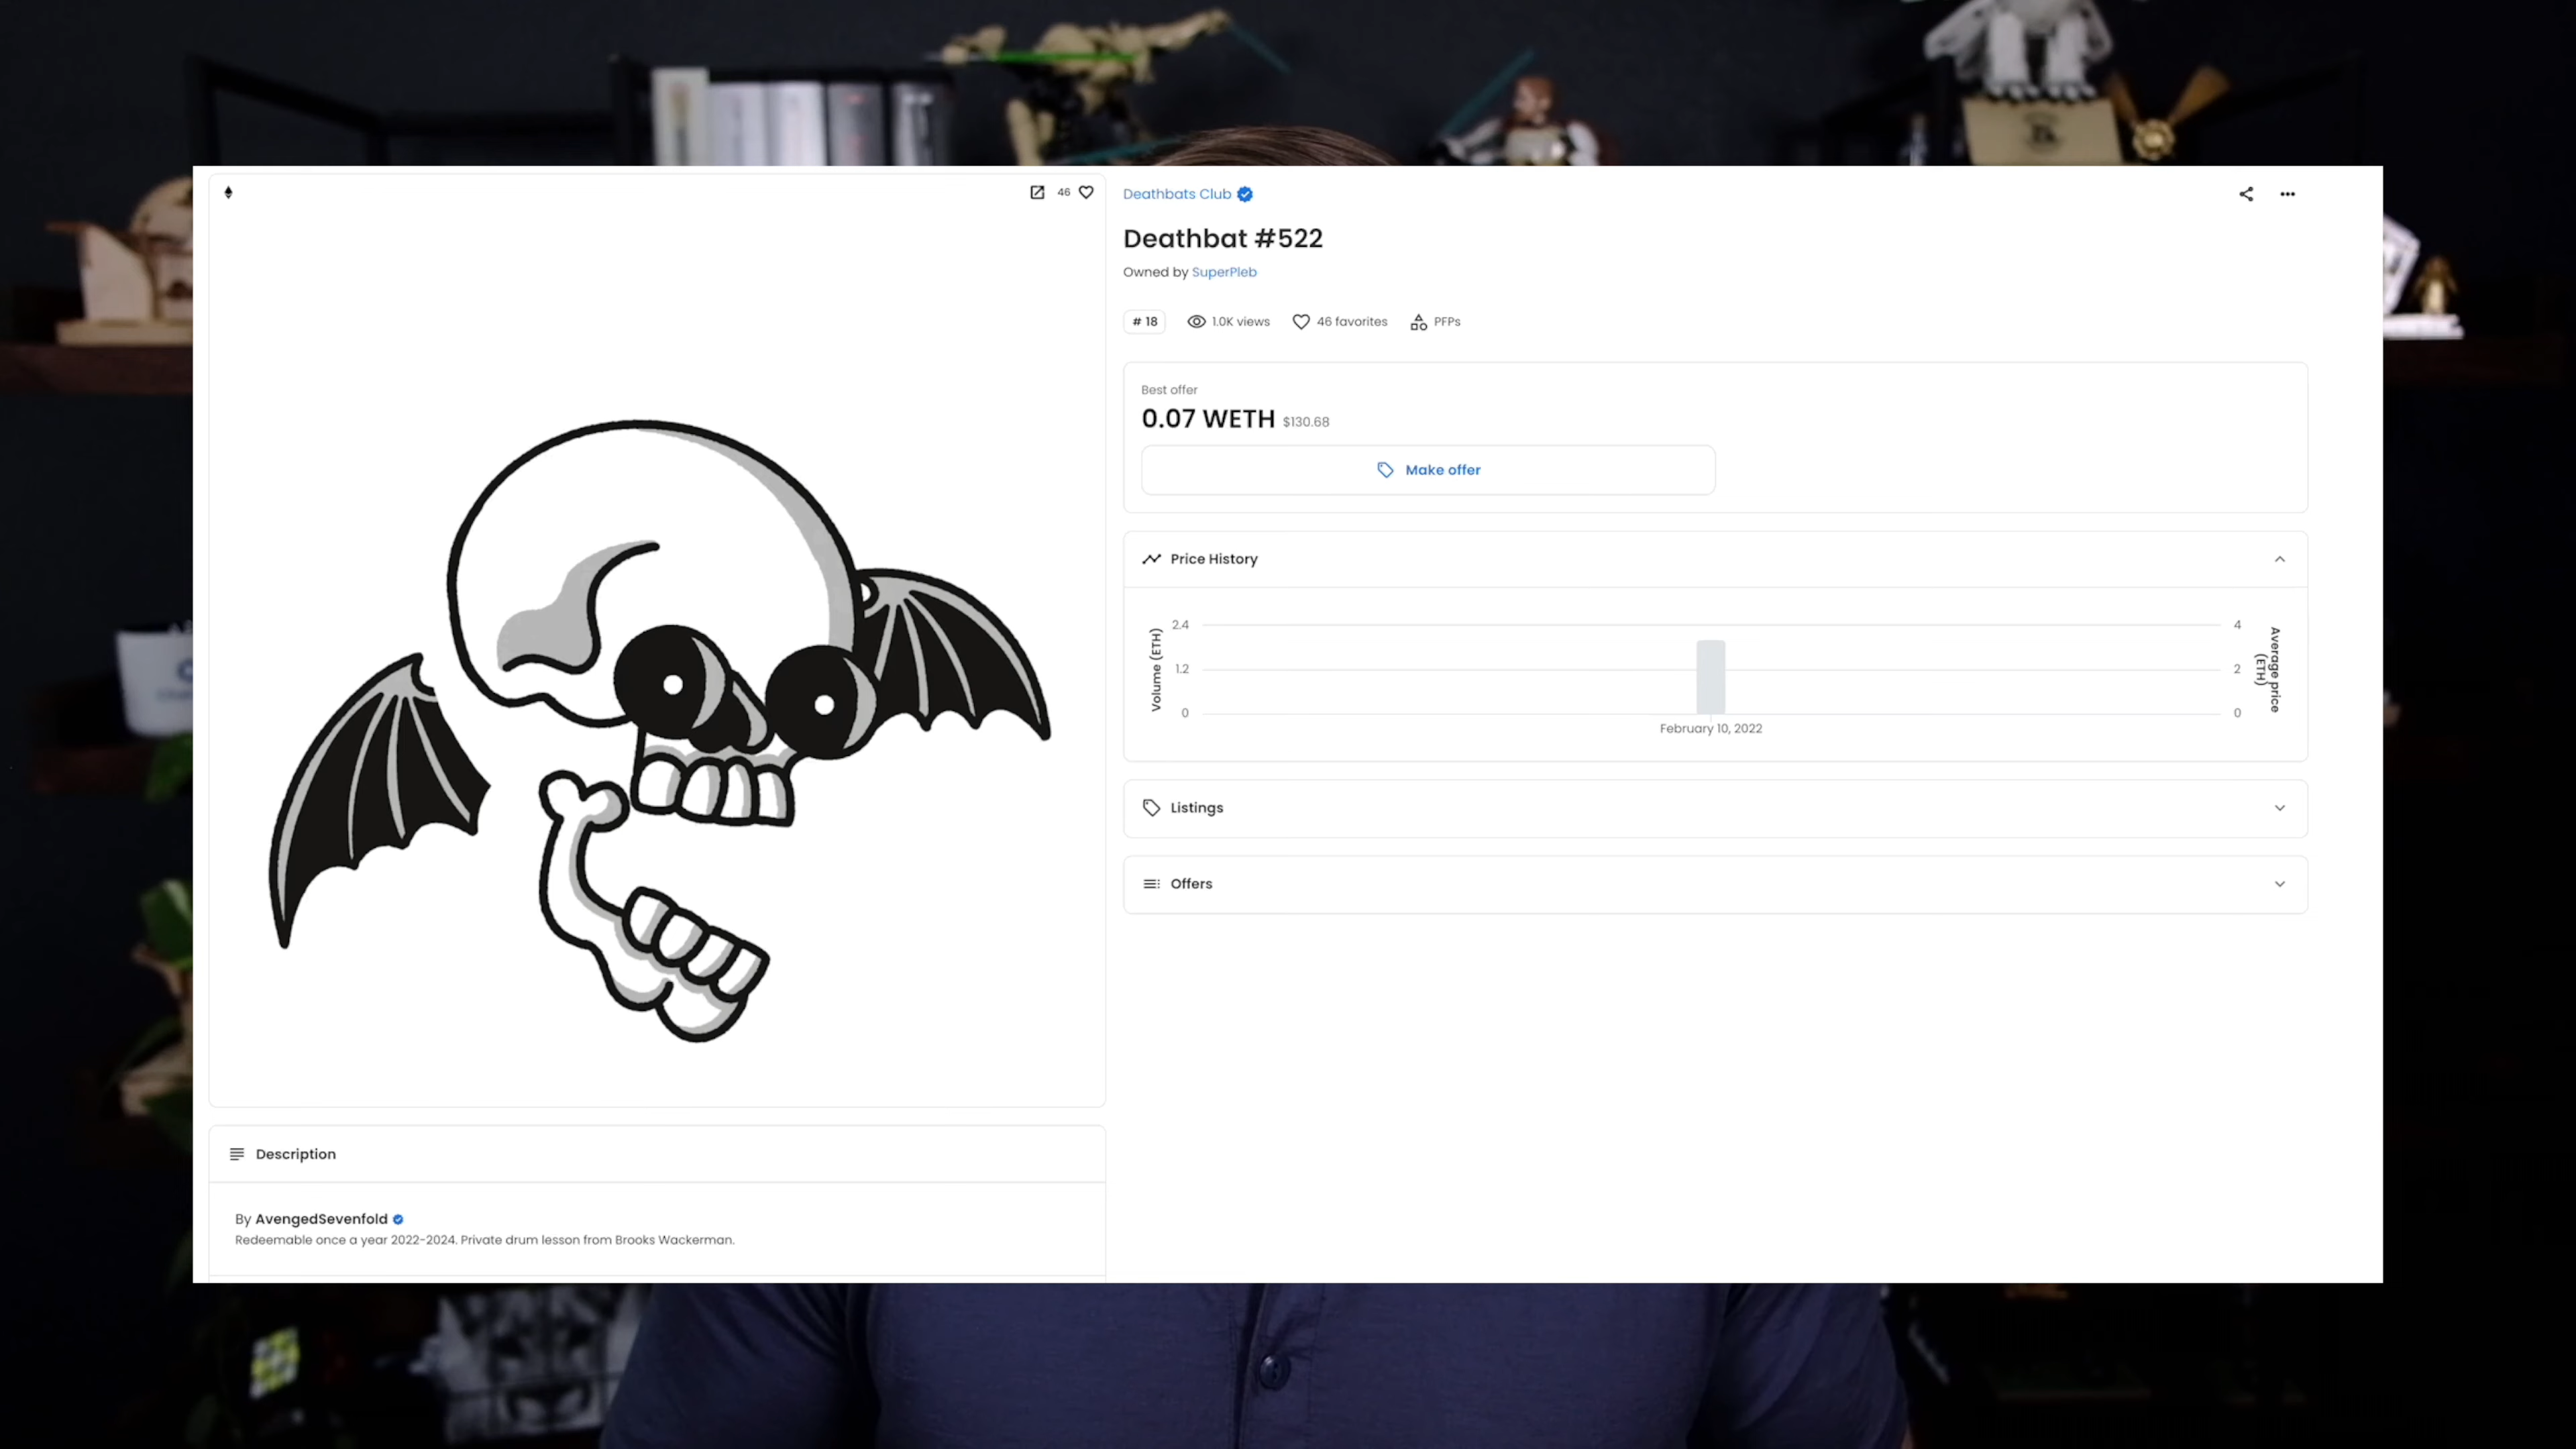 46
Deathbats Club
Deathbat #522
Owned by SuperPleb
# 18
1.0K views
46 favorites
PFPs
Best offer
0.07 WETH $130.68
Make offer
Price History
Volume (ETH)
2.4
1.2
0
4
2
0
Average price (ETH)
February 10, 2022
Listings
Offers
Description
By AvengedSevenfold
Redeemable once a year 2022-2024. Private drum lesson from Brooks Wackerman.